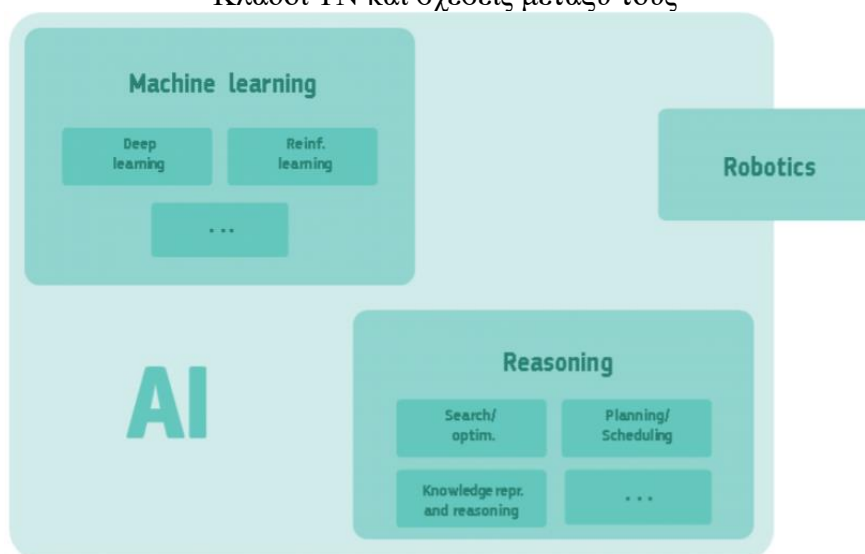 Κλάδοι ΤΝ και σχέσεις μεταξύ τους
Machine learning
Deep
learning
Reinf.
learning
...
Robotics
AI
Reasoning
Search/
optim.
Planning/
Scheduling
Knowledge repr.
and reasoning
...